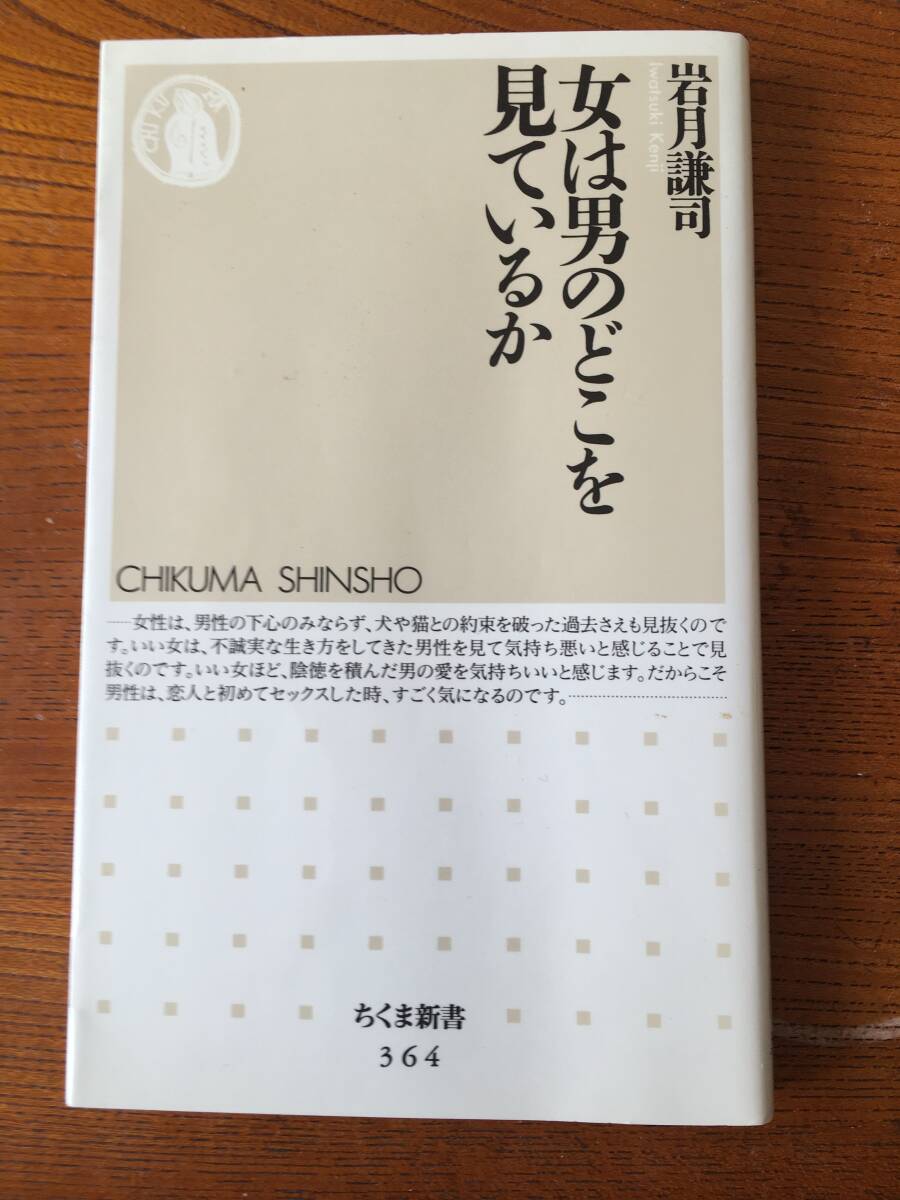 岩月謙司
Iwatsuki Kenji
女は男のどこを
見ているか
CHIKUMA
CHIKUMA SHINSHO
……女性は、男性の下心のみならず、犬や猫との約束を破った過去さえも見抜くので
す。いい女は、不誠実な生き方をしてきた男性を見て気持ち悪いと感じることで見
抜くのです。いい女ほど、陰徳を積んだ男の愛を気持ちいいと感じます。だからこそ
男性は、恋人と初めてセックスした時、すごく気になるのです。……………………
ちくま新書
364